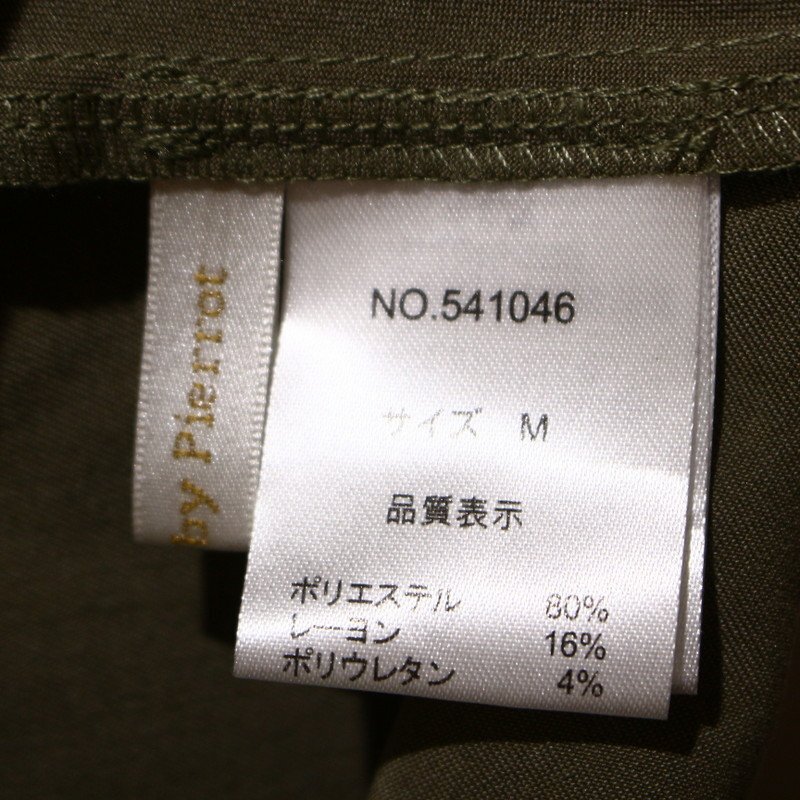 by Pierrot
NO.541046
サイズ M
品質表示
ポリエステル 80%
レーヨン 16%
ポリウレタン 4%